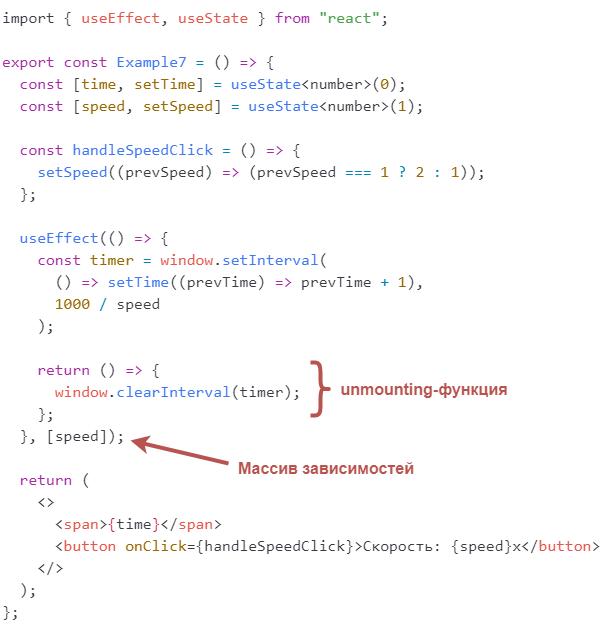 import { useEffect, useState } from "react";
export const Example7 = () => {
const [time, setTime] = useState<number>(0);
const [speed, setSpeed] = useState<number>(1);
const handleSpeedClick = () => {
setSpeed((prevSpeed) => (prevSpeed === 1 ? 2 : 1));
};
useEffect(() => {
const timer = window.setInterval(
() => setTime((prevTime) => prevTime + 1),
1000 / speed
);
return () => {
window.clearInterval(timer);
unmounting-функция
};
}, [speed]);
Массив зависимостей
return (
<>
<span>{time}</span>
<button onClick={handleSpeedClick}>Скорость: {speed}x</button>
</>
);
};